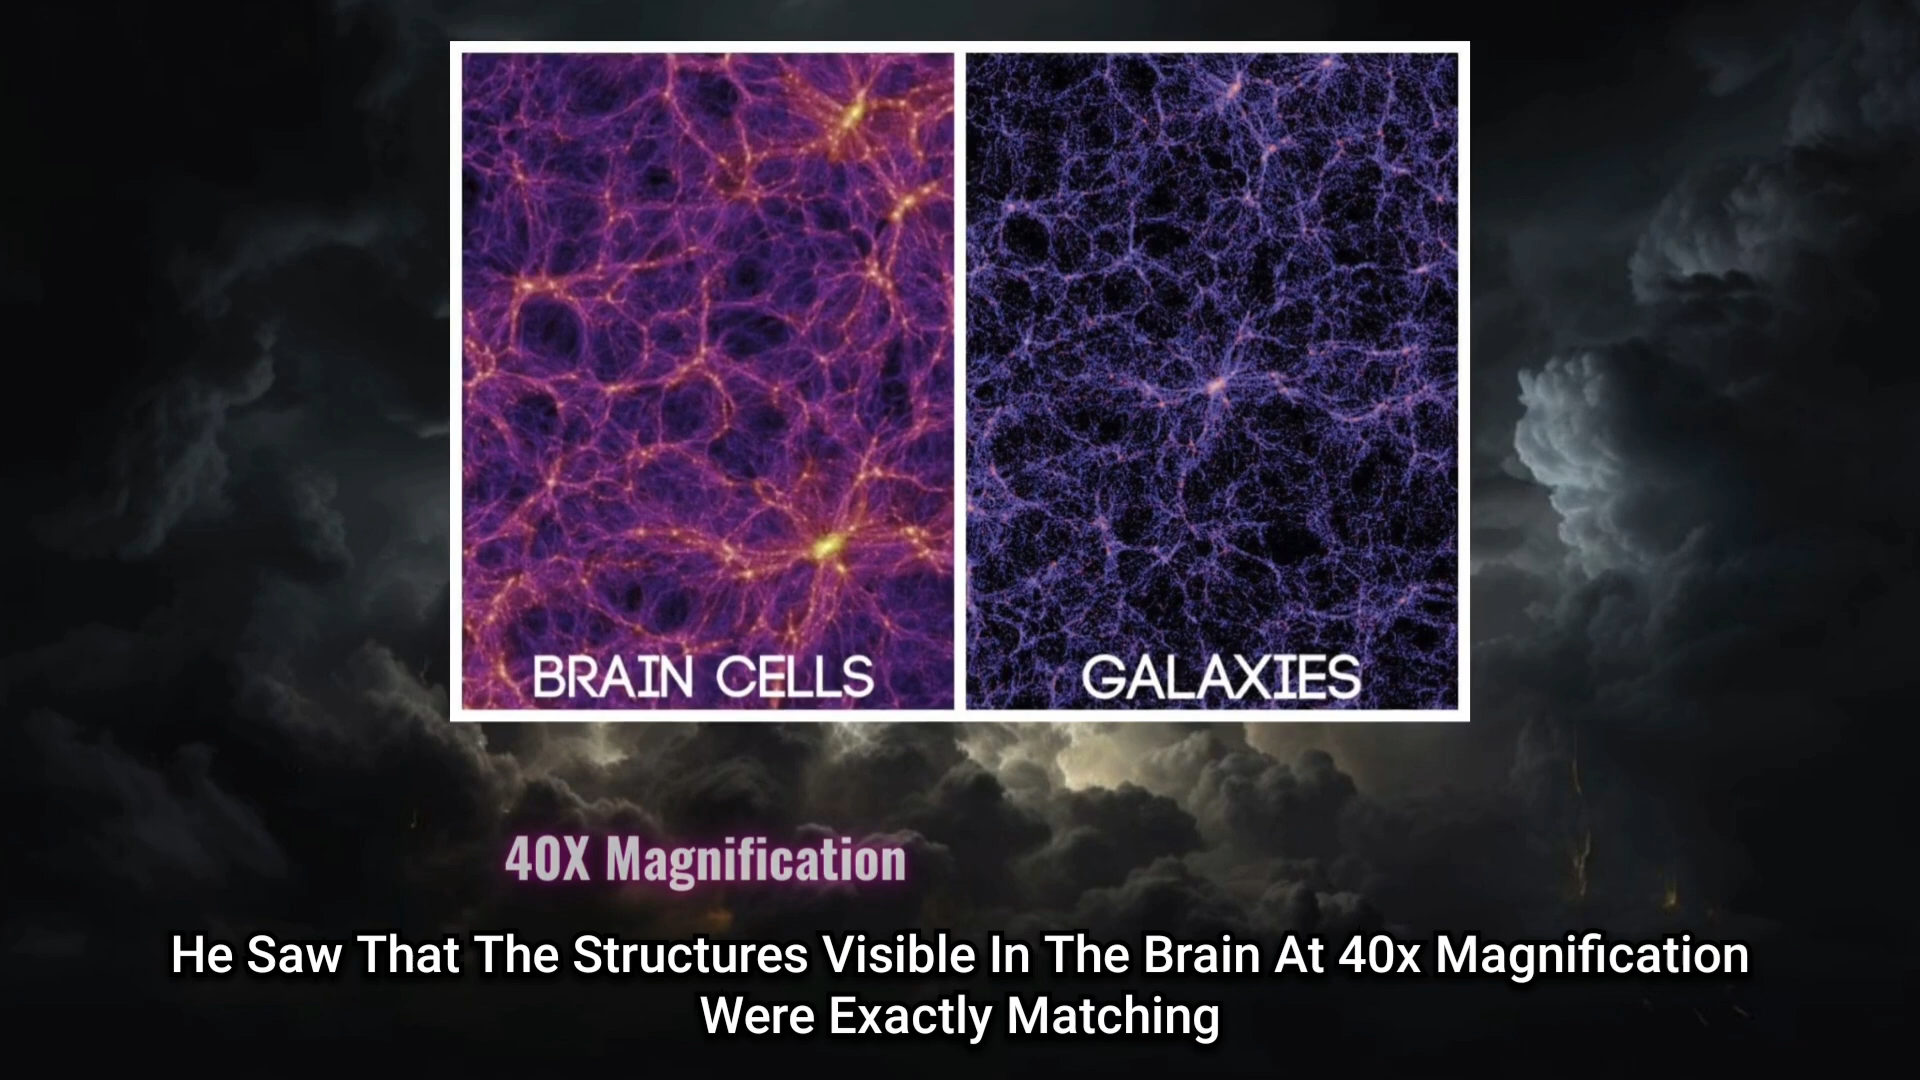 BRAIN CELLS
GALAXIES
40X Magnification
He Saw That The Structures Visible In The Brain At 40x Magnification
Were Exactly Matching